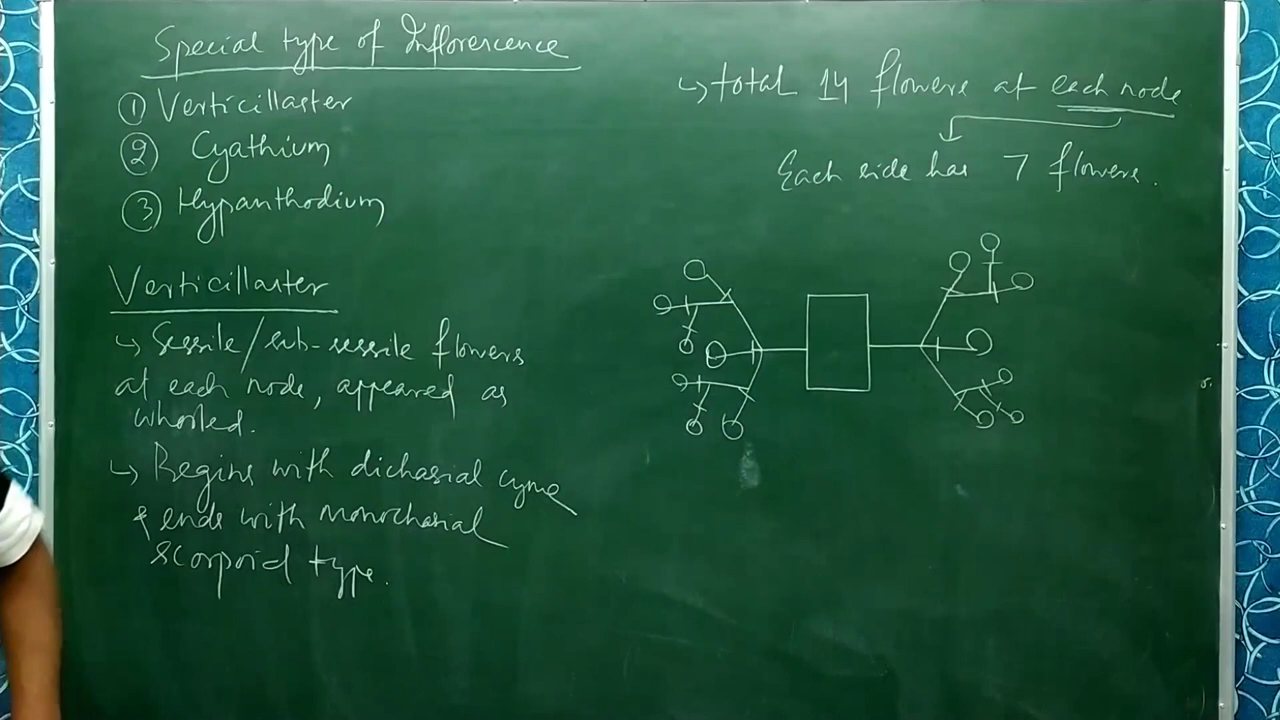 Special type of Inflorescence
① Verticillaster
② Cyathium
③ Hypanthodium
Verticillaster
↳ Sessile/sub-sessile flowers
at each node, appeared as
whorled.
↳ Begins with dichasial cyme
& ends with monochasial
scorpoid type.
↳ total 14 flowers at each node
Each side has 7 flowers.